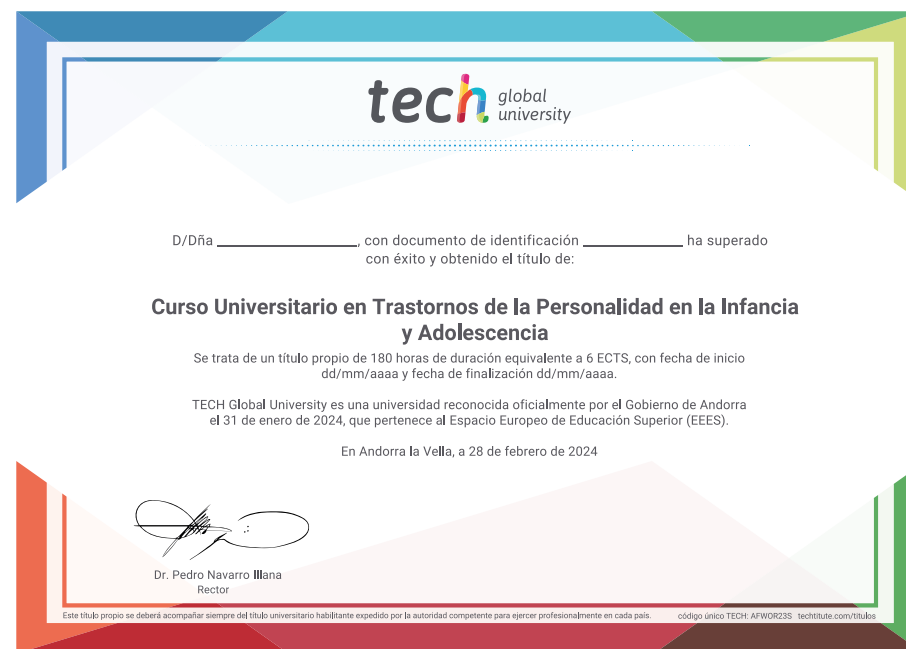 tech global university
D/Dña ____________________, con documento de identificación ______________ ha superado
con éxito y obtenido el título de:
Curso Universitario en Trastornos de la Personalidad en la Infancia
y Adolescencia
Se trata de un título propio de 180 horas de duración equivalente a 6 ECTS, con fecha de inicio
dd/mm/aaaa y fecha de finalización dd/mm/aaaa.
TECH Global University es una universidad reconocida oficialmente por el Gobierno de Andorra
el 31 de enero de 2024, que pertenece al Espacio Europeo de Educación Superior (EEES).
En Andorra la Vella, a 28 de febrero de 2024
Dr. Pedro Navarro Illana
Rector
Este título propio se deberá acompañar siempre del título universitario habilitante expedido por la autoridad competente para ejercer profesionalmente en cada país. código único TECH: AFWOR23S techtitute.com/titulos